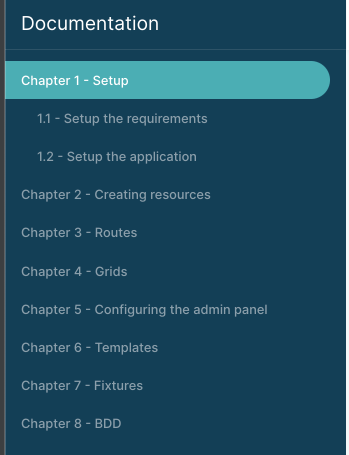 Documentation
Chapter 1 - Setup
1.1 - Setup the requirements
1.2 - Setup the application
Chapter 2 - Creating resources
Chapter 3 - Routes
Chapter 4 - Grids
Chapter 5 - Configuring the admin panel
Chapter 6 - Templates
Chapter 7 - Fixtures
Chapter 8 - BDD